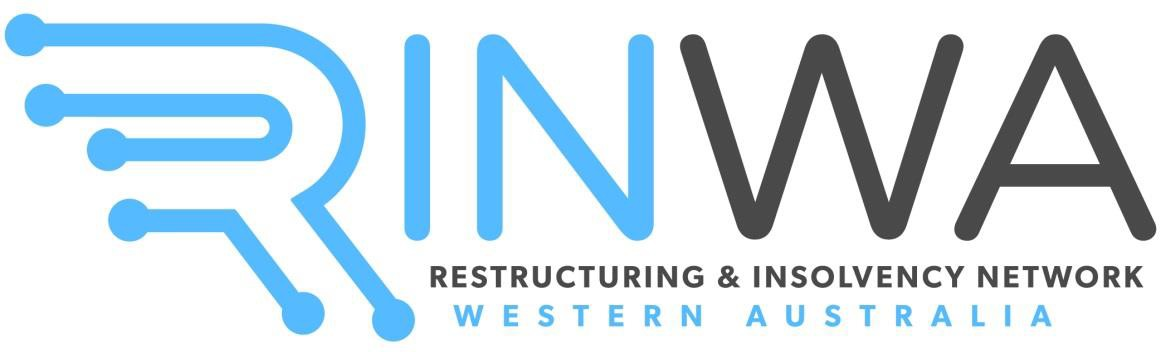 RINWA
RESTRUCTURING & INSOLVENCY NETWORK
WESTERN AUSTRALIA